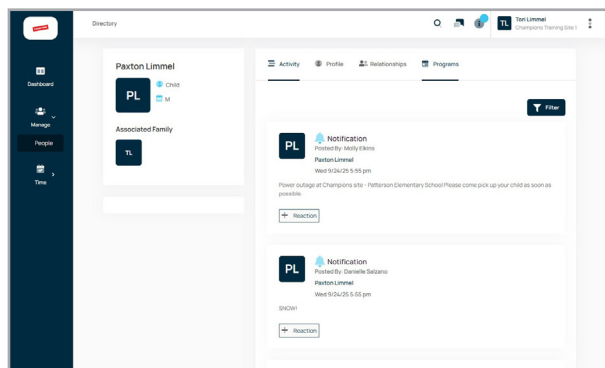 Directory
TL
Tori Limmel
Champions Training Site 1
Dashboard
Manage
People
Time
Paxton Limmel
PL
Child
M
Associated Family
TL
Activity
Profile
Relationships
Programs
Filter
PL
Notification
Posted By: Molly Elkins
Paxton Limmel
Wed 9/24/25 5:55 pm
Power outage at Champions site - Patterson Elementary School Please come pick up your child as soon as
possible.
+ Reaction
PL
Notification
Posted By: Danielle Salzano
Paxton Limmel
Wed 9/24/25 5:55 pm
SNOW!
+ Reaction